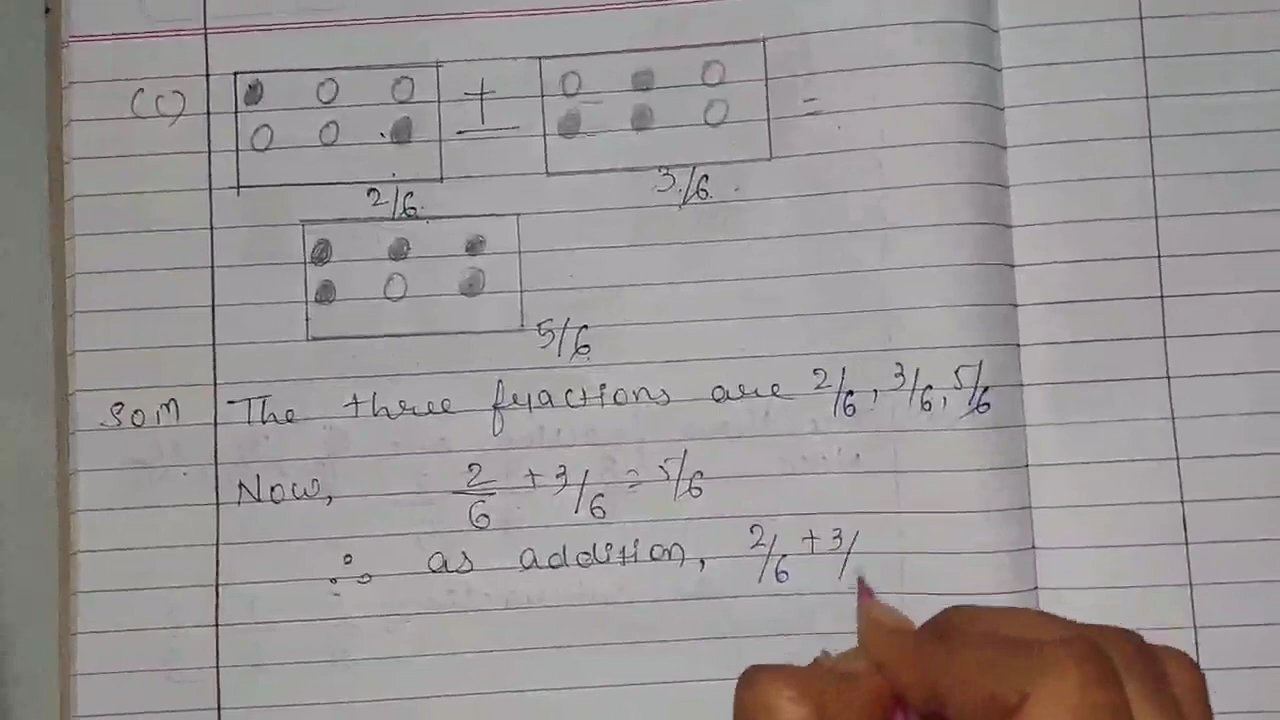 (C) + =
2/6 3/6
5/6
Soln The three fractions are 2/6, 3/6, 5/6
Now, 2/6 + 3/6 = 5/6
∴ as addition, 2/6 + 3/